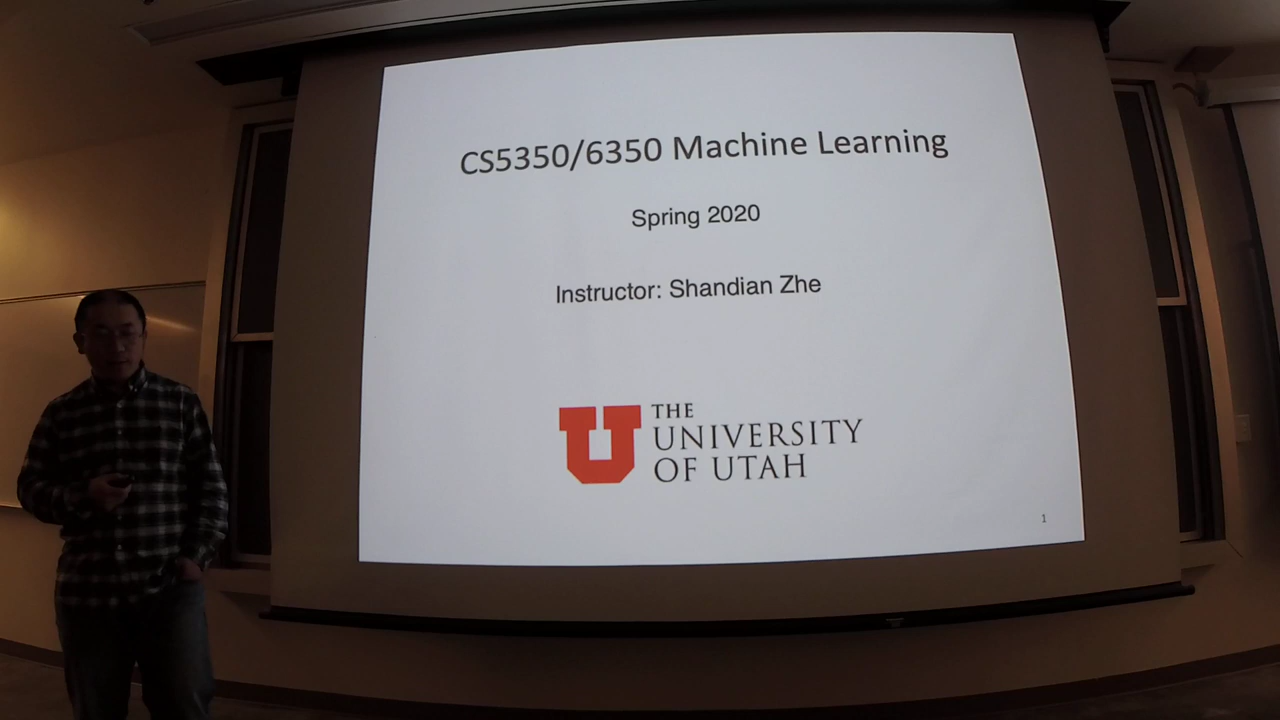 CS5350/6350 Machine Learning
Spring 2020
Instructor: Shandian Zhe
THE
UNIVERSITY
OF UTAH
1